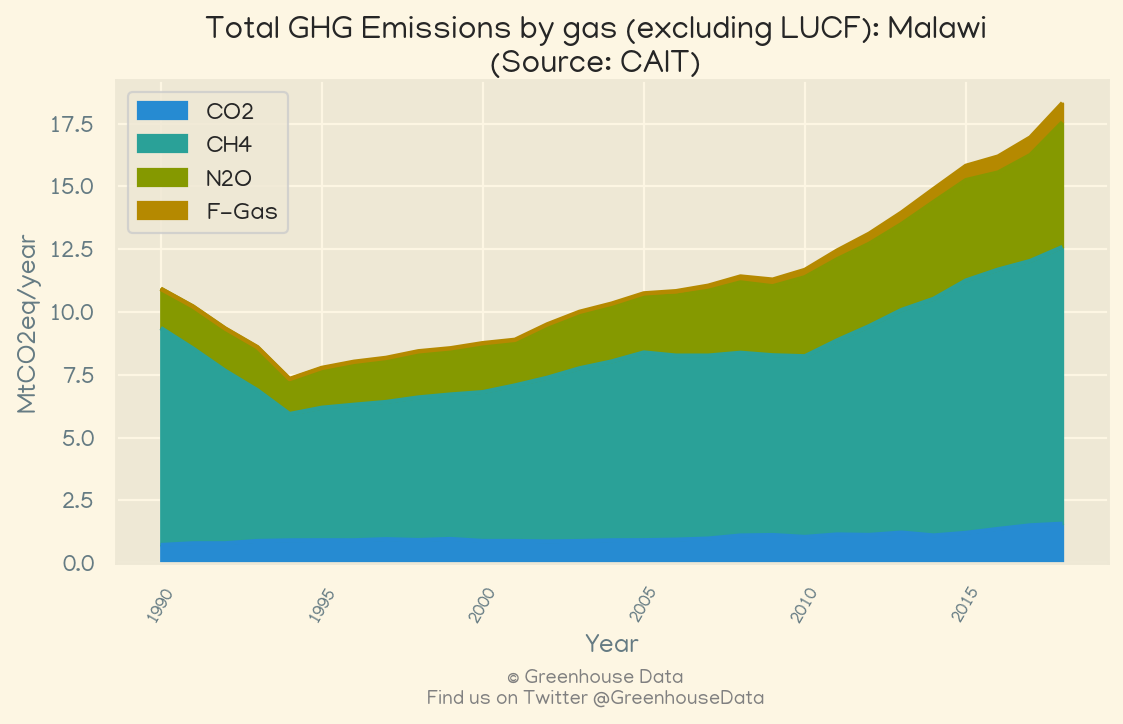 Total GHG Emissions by gas (excluding LUCF): Malawi
(Source: CAIT)
CO2
CH4
N2O
F-Gas
MtCO2eq/year
17.5
15.0
12.5
10.0
7.5
5.0
2.5
0.0
1990
1995
2000
2005
2010
2015
Year
© Greenhouse Data
Find us on Twitter @GreenhouseData